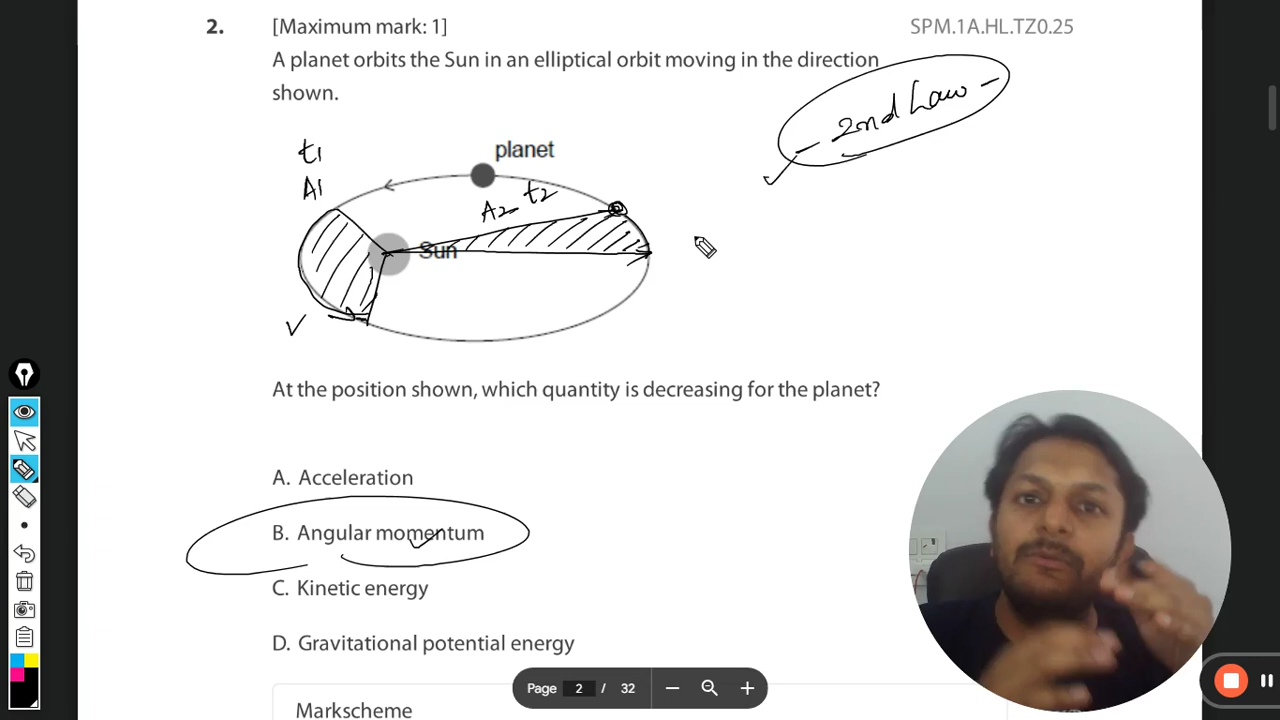 2. [Maximum mark: 1] SPM.1A.HL.TZ0.25
A planet orbits the Sun in an elliptical orbit moving in the direction
shown.
- 2nd Law -
t1
planet
A1
A2 t2
Sun
At the position shown, which quantity is decreasing for the planet?
A. Acceleration
B. Angular momentum
C. Kinetic energy
D. Gravitational potential energy
Page 2 / 32
Markscheme